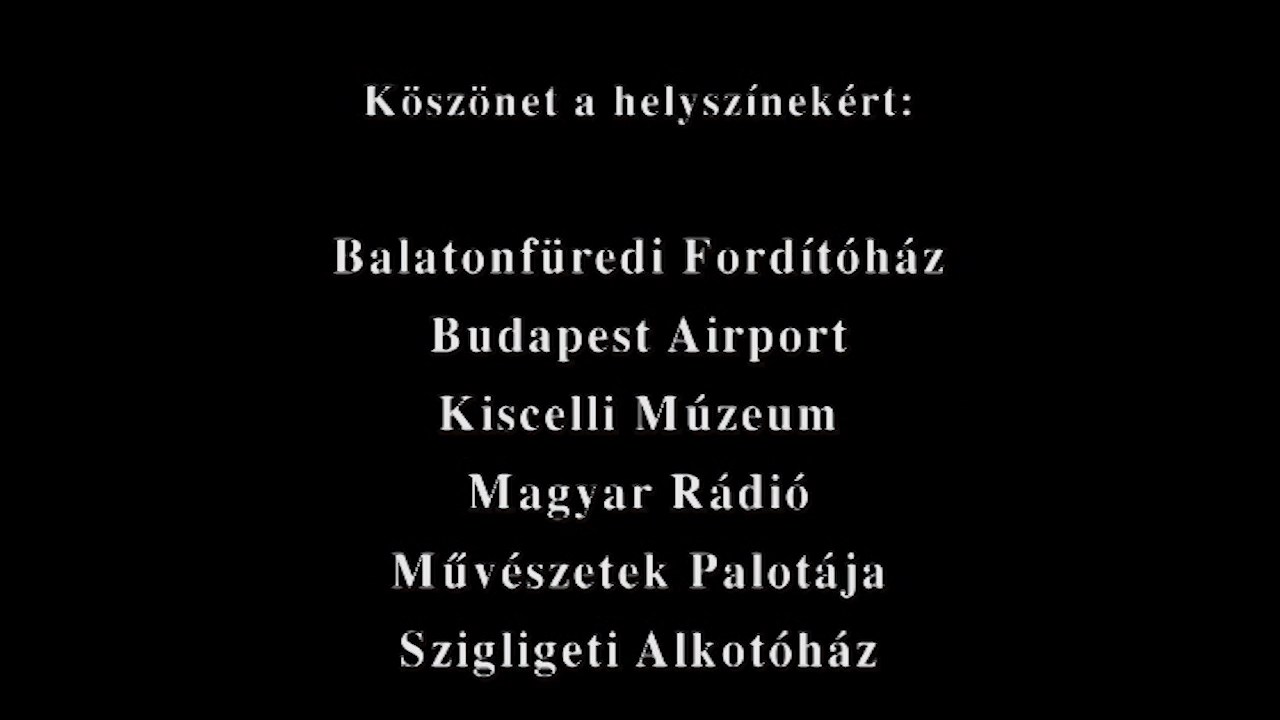 Köszönet a helyszínekért:
Balatonfüredi Fordítóház
Budapest Airport
Kiscelli Múzeum
Magyar Rádió
Művészetek Palotája
Szigligeti Alkotóház